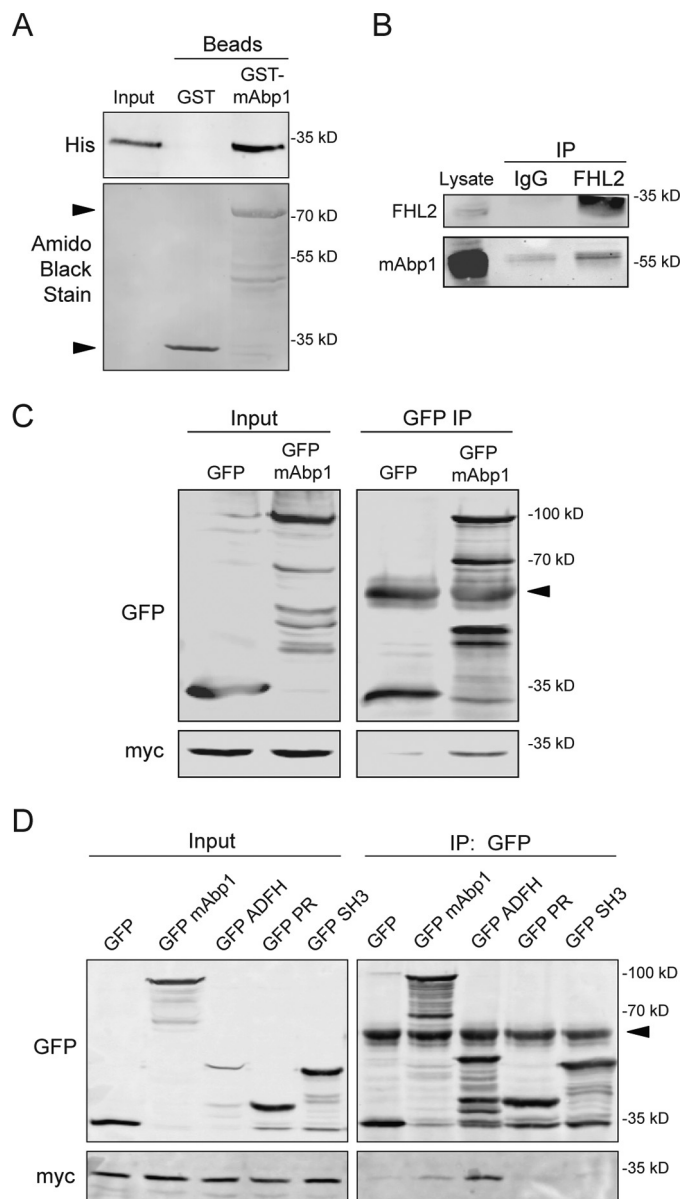 A
Beads
Input GST GST-
mAbp1
His
-35 kD
Amido
Black
Stain
-70 kD
-55 kD
-35 kD
B
IP
Lysate IgG FHL2
FHL2
-35 kD
mAbp1
-55 kD
C
Input GFP IP
GFP GFP
mAbp1 GFP GFP
mAbp1
GFP
-100 kD
-70 kD
-35 kD
myc
-35 kD
D
Input IP: GFP
GFP GFP mAbp1 GFP ADFH GFP PR GFP SH3 GFP GFP mAbp1 GFP ADFH GFP PR GFP SH3
GFP
-100 kD
-70 kD
-35 kD
myc
-35 kD